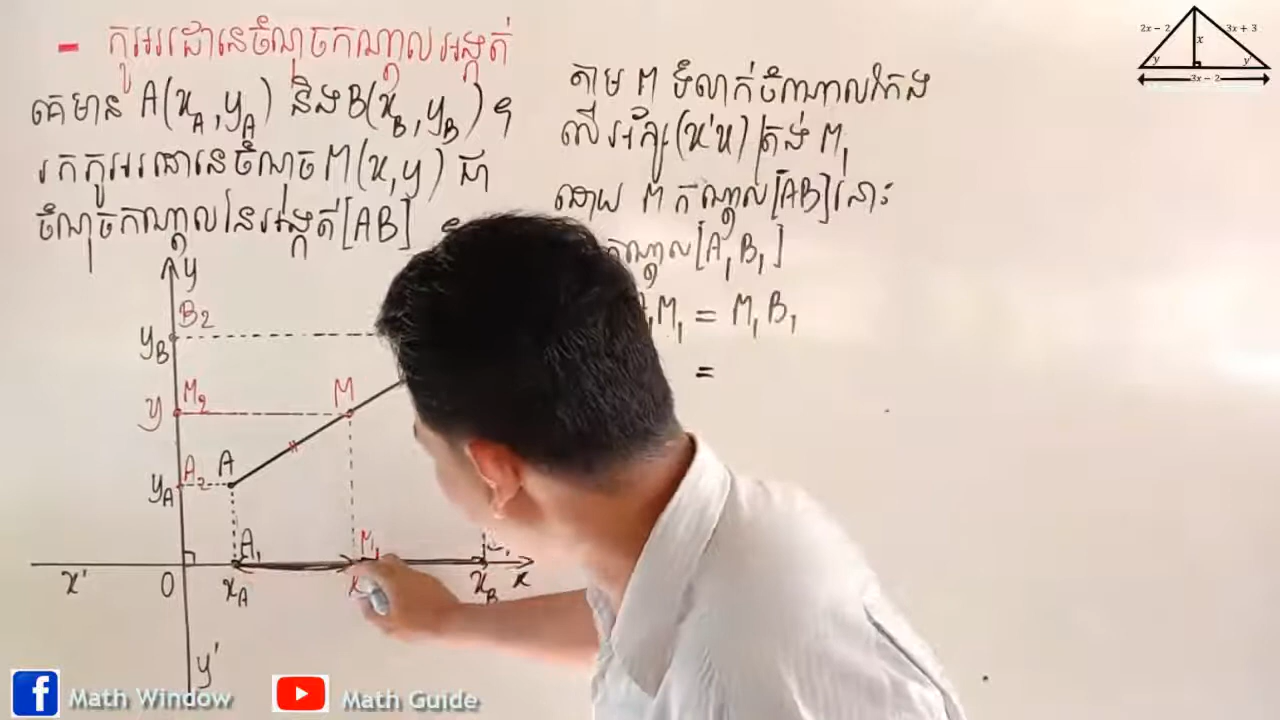 - កូអរដោនេចំណុចកណ្ដាលអង្កត់
គេមាន A(x_A, y_A) និង B(x_B, y_B) ។
រកកូអរដោនេចំណុច M(x, y) ជា
ចំណុចកណ្ដាលនៃអង្កត់ [AB]
តាម M ទំលាក់ចំណោលកែង
លើអ័ក្ស (x'x) ត្រង់ M₁
ដោយ M កណ្ដាល [AB] នោះ
កណ្ដាល [A₁B₁]
M₁ = M₁B₁
=
y
B₂
y_B
M₂
y
M
A₂
y_A
A
A₁
M₁
x'
O
x_A
x
x_B
x
y'
2x − 2
3x + 3
x
y
y
3x − 2
Math Window
Math Guide